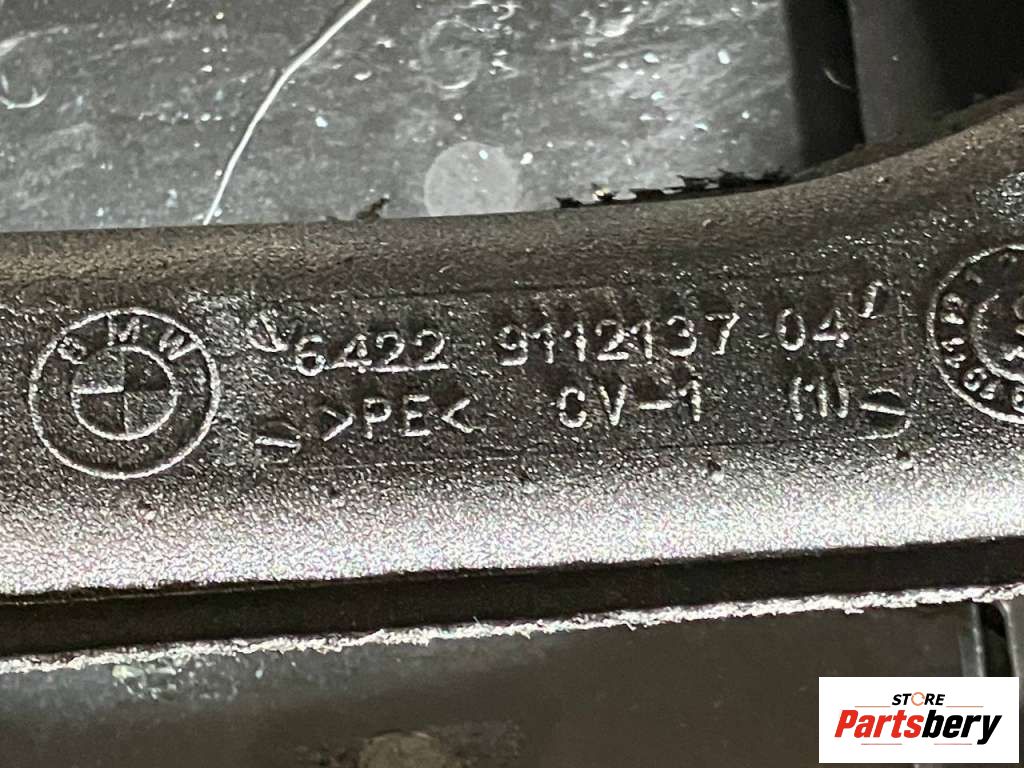 BMW
6422 9112137 04
>PE< CV-1 (1)
STORE
Partsbery